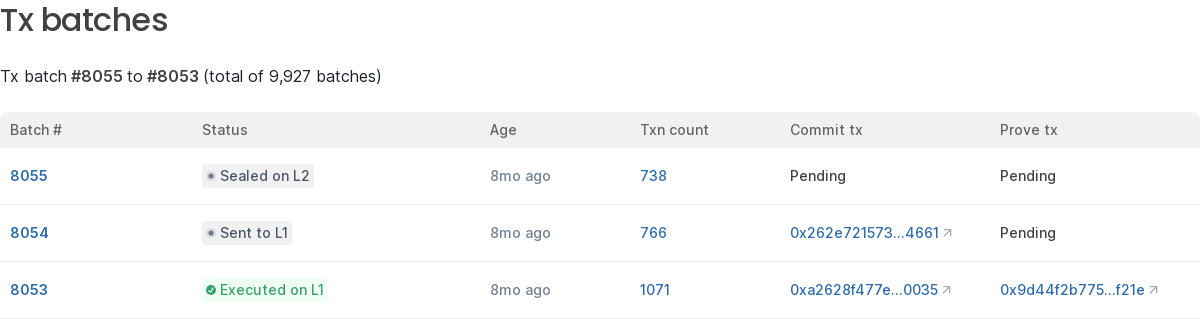 Tx batches
Tx batch #8055 to #8053 (total of 9,927 batches)
Batch # Status Age Txn count Commit tx Prove tx
8055 Sealed on L2 8mo ago 738 Pending Pending
8054 Sent to L1 8mo ago 766 0x262e721573...4661 Pending
8053 Executed on L1 8mo ago 1071 0xa2628f477e...0035 0x9d44f2b775...f21e